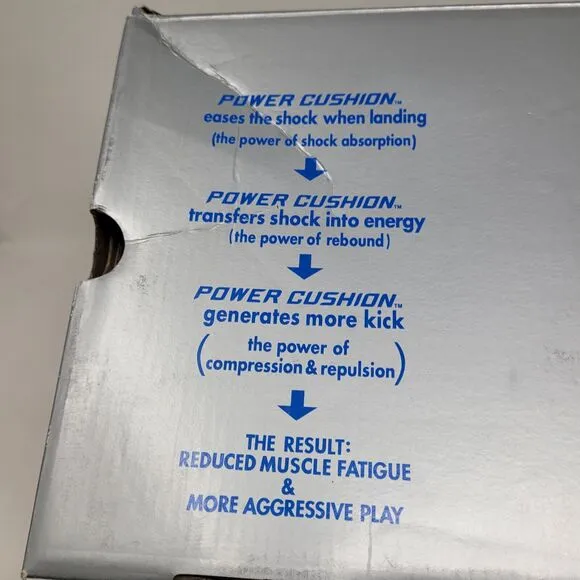 POWER CUSHION™
eases the shock when landing
(the power of shock absorption)
POWER CUSHION™
transfers shock into energy
(the power of rebound)
POWER CUSHION™
generates more kick
(the power of
compression & repulsion)
THE RESULT:
REDUCED MUSCLE FATIGUE
&
MORE AGGRESSIVE PLAY